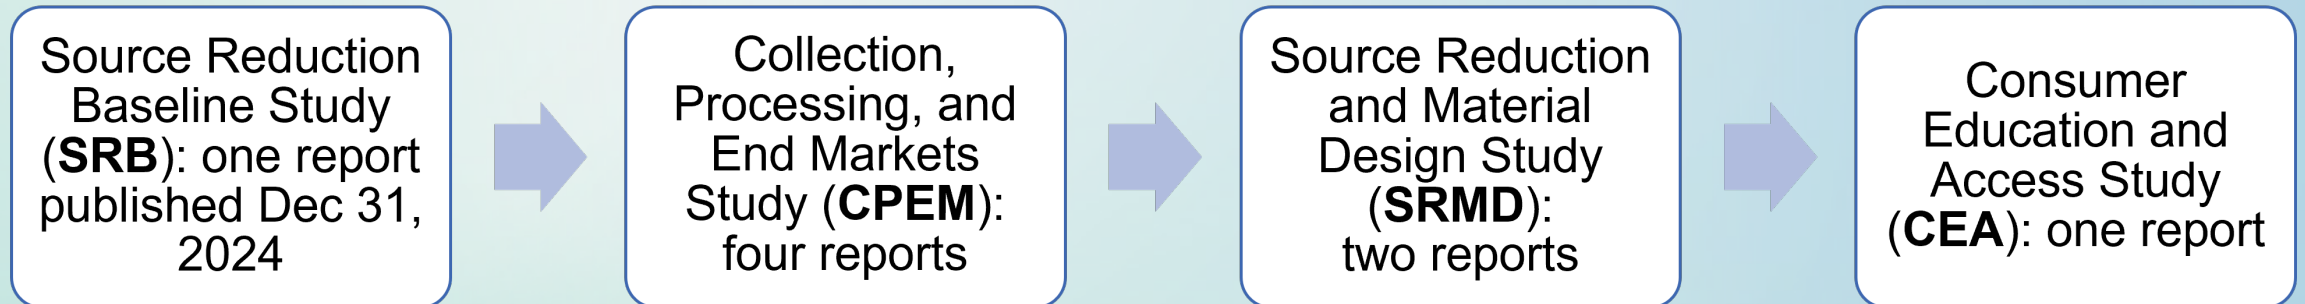 Source Reduction
Baseline Study
(SRB): one report
published Dec 31,
2024
Collection,
Processing, and
End Markets
Study (CPEM):
four reports
Source Reduction
and Material
Design Study
(SRMD):
two reports
Consumer
Education and
Access Study
(CEA): one report